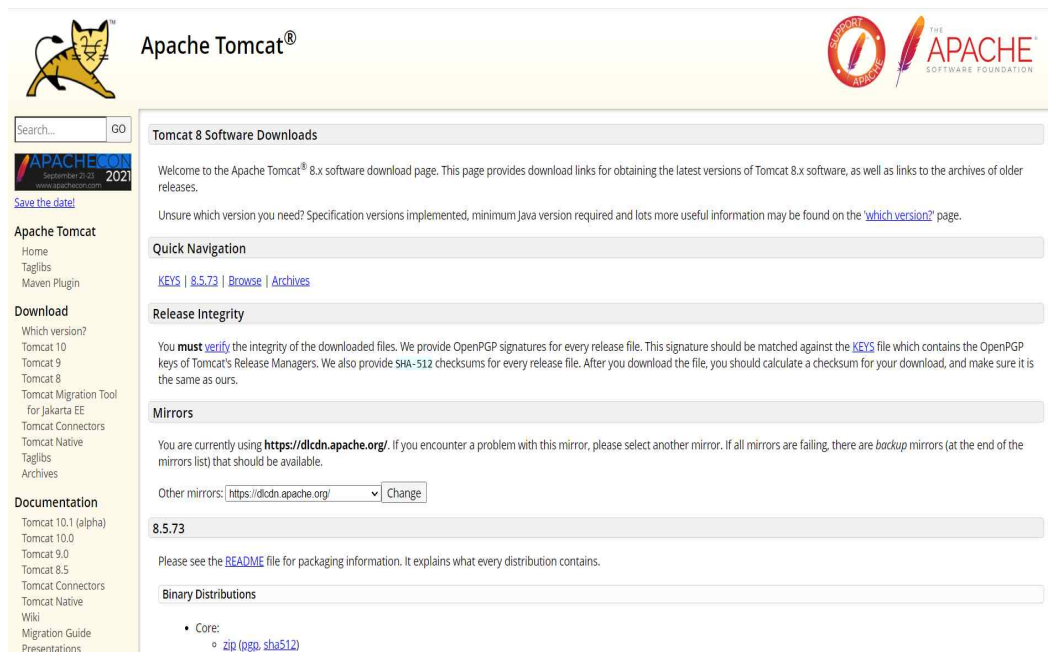 TM
Apache Tomcat®
SUPPORT
APACHE
THE
APACHE®
SOFTWARE FOUNDATION
Search...
GO
APACHECON
September 21-23 2021
www.apachecon.com
Save the date!
Apache Tomcat
Home
Taglibs
Maven Plugin
Download
Which version?
Tomcat 10
Tomcat 9
Tomcat 8
Tomcat Migration Tool
for Jakarta EE
Tomcat Connectors
Tomcat Native
Taglibs
Archives
Documentation
Tomcat 10.1 (alpha)
Tomcat 10.0
Tomcat 9.0
Tomcat 8.5
Tomcat Connectors
Tomcat Native
Wiki
Migration Guide
Presentations
Tomcat 8 Software Downloads
Welcome to the Apache Tomcat® 8.x software download page. This page provides download links for obtaining the latest versions of Tomcat 8.x software, as well as links to the archives of older
releases.
Unsure which version you need? Specification versions implemented, minimum Java version required and lots more useful information may be found on the 'which version?' page.
Quick Navigation
KEYS | 8.5.73 | Browse | Archives
Release Integrity
You must verify the integrity of the downloaded files. We provide OpenPGP signatures for every release file. This signature should be matched against the KEYS file which contains the OpenPGP
keys of Tomcat's Release Managers. We also provide SHA-512 checksums for every release file. After you download the file, you should calculate a checksum for your download, and make sure it is
the same as ours.
Mirrors
You are currently using https://dlcdn.apache.org/. If you encounter a problem with this mirror, please select another mirror. If all mirrors are failing, there are backup mirrors (at the end of the
mirrors list) that should be available.
Other mirrors: https://dlcdn.apache.org/ Change
8.5.73
Please see the README file for packaging information. It explains what every distribution contains.
Binary Distributions
• Core:
◦ zip (pgp, sha512)